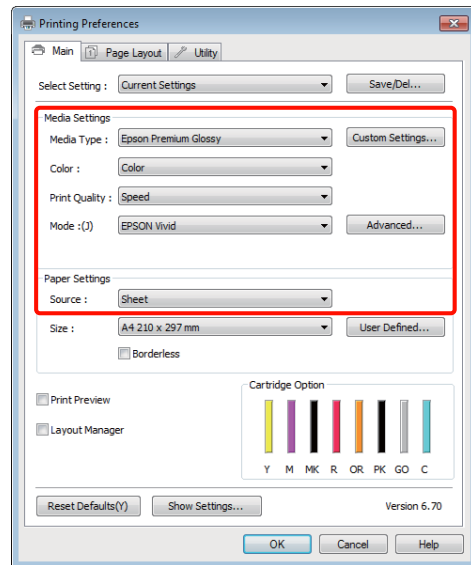 Printing Preferences
Main Page Layout Utility
Select Setting : Current Settings Save/Del...
Media Settings
Media Type : Epson Premium Glossy Custom Settings...
Color : Color
Print Quality : Speed
Mode :(J) EPSON Vivid Advanced...
Paper Settings
Source : Sheet
Size : A4 210 x 297 mm User Defined...
Borderless
Cartridge Option
Print Preview
Layout Manager
Y M MK R OR PK GO C
Reset Defaults(Y) Show Settings... Version 6.70
OK Cancel Help